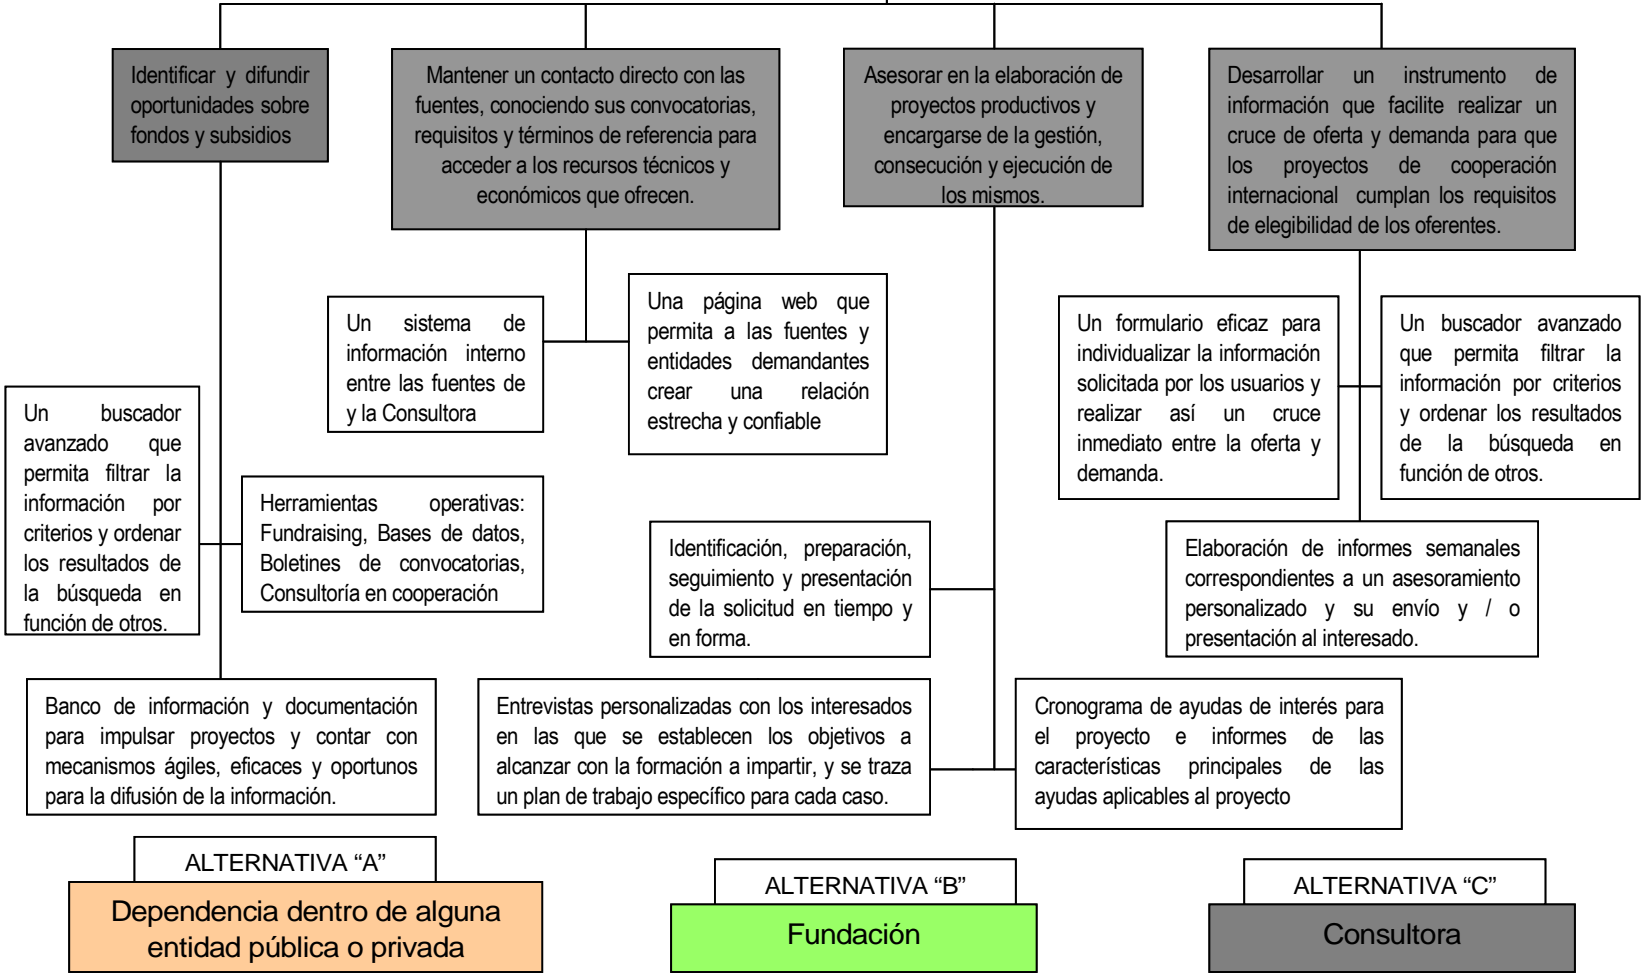 Identificar y difundir
oportunidades sobre
fondos y subsidios
Mantener un contacto directo con las
fuentes, conociendo sus convocatorias,
requisitos y términos de referencia para
acceder a los recursos técnicos y
económicos que ofrecen.
Asesorar en la elaboración de
proyectos productivos y
encargarse de la gestión,
consecución y ejecución de
los mismos.
Desarrollar un instrumento de
información que facilite realizar un
cruce de oferta y demanda para que
los proyectos de cooperación
internacional cumplan los requisitos
de elegibilidad de los oferentes.
Un sistema de
información interno
entre las fuentes de
y la Consultora
Una página web que
permita a las fuentes y
entidades demandantes
crear una relación
estrecha y confiable
Un formulario eficaz para
individualizar la información
solicitada por los usuarios y
realizar así un cruce
inmediato entre la oferta y
demanda.
Un buscador avanzado
que permita filtrar la
información por criterios
y ordenar los resultados
de la búsqueda en
función de otros.
Un buscador
avanzado que
permita filtrar la
información por
criterios y ordenar
los resultados de
la búsqueda en
función de otros.
Herramientas operativas:
Fundraising, Bases de datos,
Boletines de convocatorias,
Consultoría en cooperación
Identificación, preparación,
seguimiento y presentación
de la solicitud en tiempo y
en forma.
Elaboración de informes semanales
correspondientes a un asesoramiento
personalizado y su envío y / o
presentación al interesado.
Banco de información y documentación
para impulsar proyectos y contar con
mecanismos ágiles, eficaces y oportunos
para la difusión de la información.
Entrevistas personalizadas con los interesados
en las que se establecen los objetivos a
alcanzar con la formación a impartir, y se traza
un plan de trabajo específico para cada caso.
Cronograma de ayudas de interés para
el proyecto e informes de las
características principales de las
ayudas aplicables al proyecto
ALTERNATIVA “A”
Dependencia dentro de alguna
entidad pública o privada
ALTERNATIVA “B”
Fundación
ALTERNATIVA “C”
Consultora